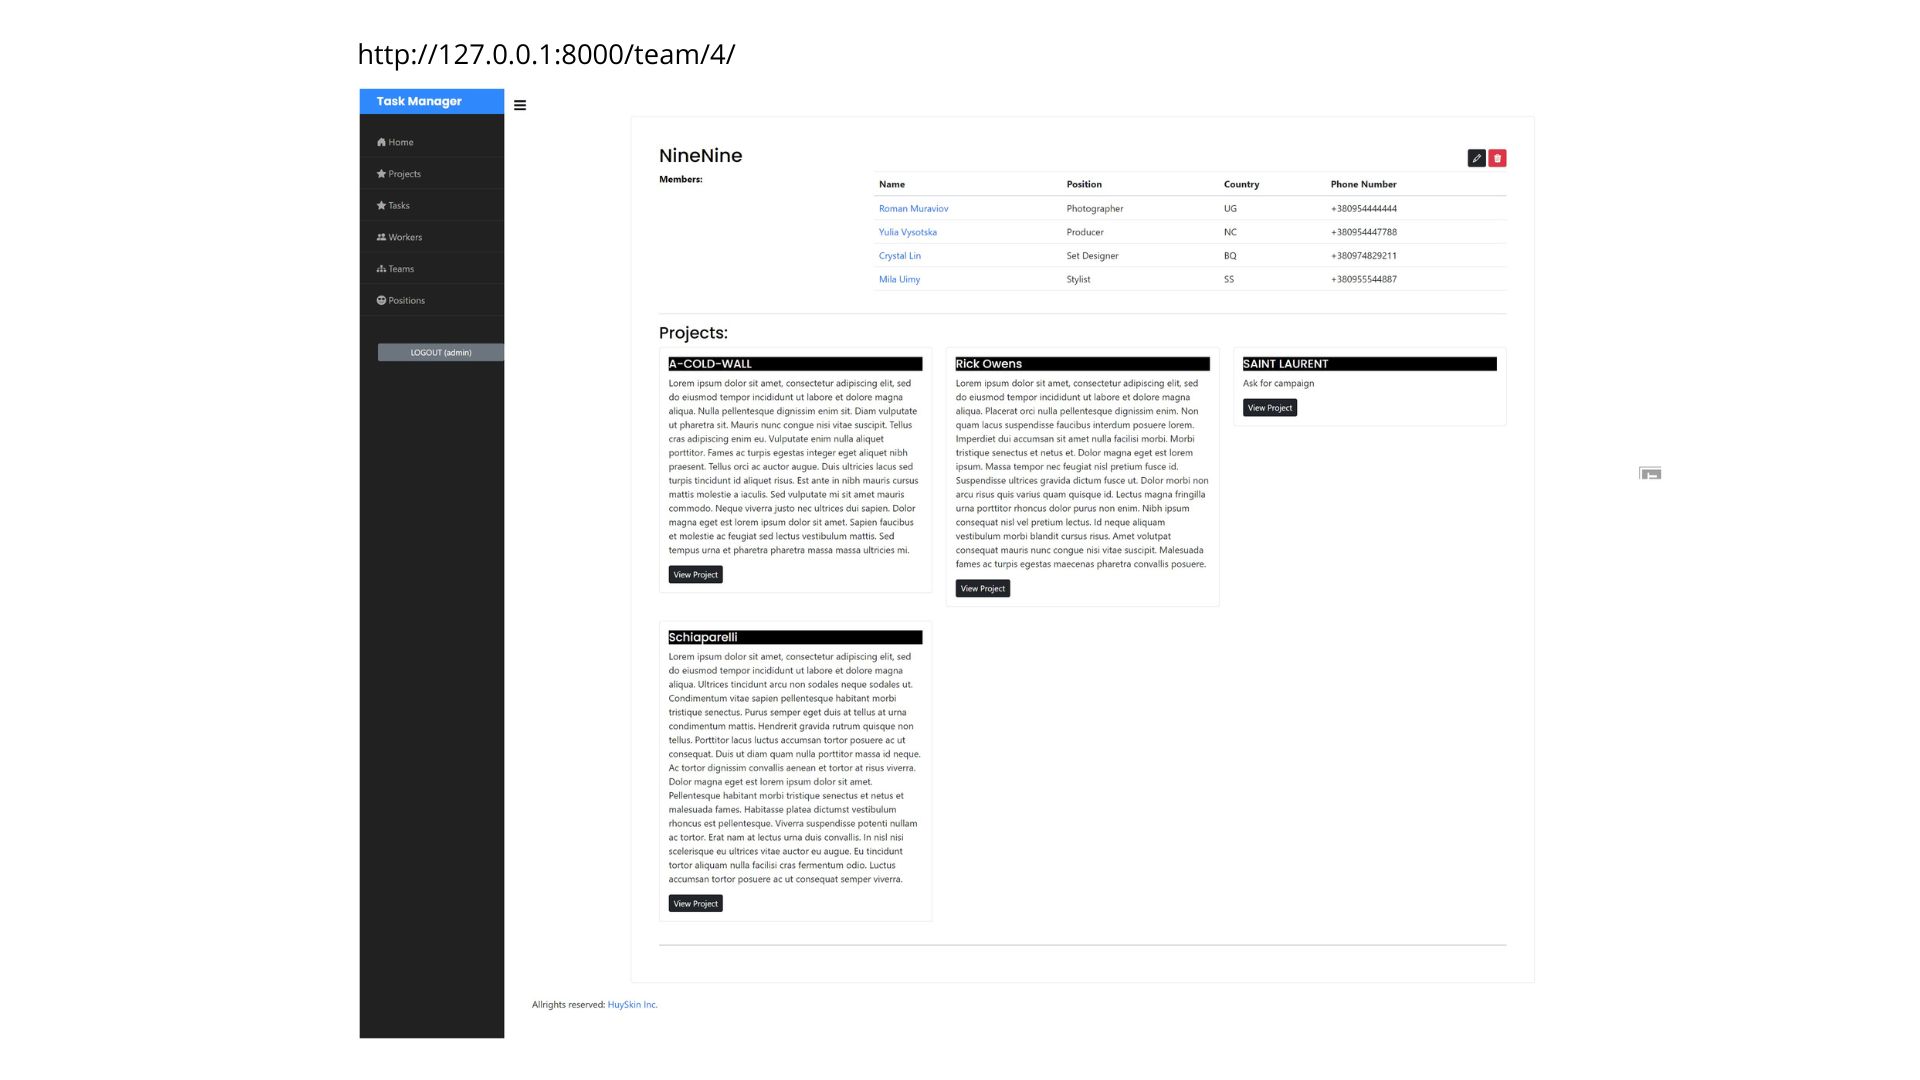 http://127.0.0.1:8000/team/4/
Task Manager
Home
Projects
Tasks
Workers
Teams
Positions
LOGOUT (admin)
NineNine
Members:
Name Position Country Phone Number
Roman Muraviov Photographer UG +380954444444
Yulia Vysotska Producer NC +380954447788
Crystal Lin Set Designer BQ +380974829211
Mila Uimy Stylist SS +380955544887
Projects:
A-COLD-WALL
Lorem ipsum dolor sit amet, consectetur adipiscing elit, sed
do eiusmod tempor incididunt ut labore et dolore magna
aliqua. Nulla pellentesque dignissim enim sit. Diam vulputate
ut pharetra sit. Mauris nunc congue nisi vitae suscipit. Tellus
cras adipiscing enim eu. Vulputate enim nulla aliquet
porttitor. Fames ac turpis egestas integer eget aliquet nibh
praesent. Tellus orci ac auctor augue. Duis ultricies lacus sed
turpis tincidunt id aliquet risus. Est ante in nibh mauris cursus
mattis molestie a iaculis. Sed vulputate mi sit amet mauris
commodo. Neque viverra justo nec ultrices dui sapien. Dolor
magna eget est lorem ipsum dolor sit amet. Sapien faucibus
et molestie ac feugiat sed lectus vestibulum mattis. Sed
tempus urna et pharetra pharetra massa massa ultricies mi.
View Project
Rick Owens
Lorem ipsum dolor sit amet, consectetur adipiscing elit, sed
do eiusmod tempor incididunt ut labore et dolore magna
aliqua. Placerat orci nulla pellentesque dignissim enim. Non
quam lacus suspendisse faucibus interdum posuere lorem.
Imperdiet dui accumsan sit amet nulla facilisi morbi. Morbi
tristique senectus et netus et. Dolor magna eget est lorem
ipsum. Massa tempor nec feugiat nisl pretium fusce id.
Suspendisse ultrices gravida dictum fusce ut. Dolor morbi non
arcu risus quis varius quam quisque id. Lectus magna fringilla
urna porttitor rhoncus dolor purus non enim. Nibh ipsum
consequat nisl vel pretium lectus. Id neque aliquam
vestibulum morbi blandit cursus risus. Amet volutpat
consequat mauris nunc congue nisi vitae suscipit. Malesuada
fames ac turpis egestas maecenas pharetra convallis posuere.
View Project
SAINT LAURENT
Ask for campaign
View Project
Schiaparelli
Lorem ipsum dolor sit amet, consectetur adipiscing elit, sed
do eiusmod tempor incididunt ut labore et dolore magna
aliqua. Ultrices tincidunt arcu non sodales neque sodales ut.
Condimentum vitae sapien pellentesque habitant morbi
tristique senectus. Purus semper eget duis at tellus at urna
condimentum mattis. Hendrerit gravida rutrum quisque non
tellus. Porttitor lacus luctus accumsan tortor posuere ac ut
consequat. Duis ut diam quam nulla porttitor massa id neque.
Ac tortor dignissim convallis aenean et tortor at risus viverra.
Dolor magna eget est lorem ipsum dolor sit amet.
Pellentesque habitant morbi tristique senectus et netus et
malesuada fames. Habitasse platea dictumst vestibulum
rhoncus est pellentesque. Viverra suspendisse potenti nullam
ac tortor. Erat nam at lectus urna duis convallis. In nisl nisi
scelerisque eu ultrices vitae auctor eu augue. Eu tincidunt
tortor aliquam nulla facilisi cras fermentum odio. Luctus
accumsan tortor posuere ac ut consequat semper viverra.
View Project
Allrights reserved: HuySkin Inc.